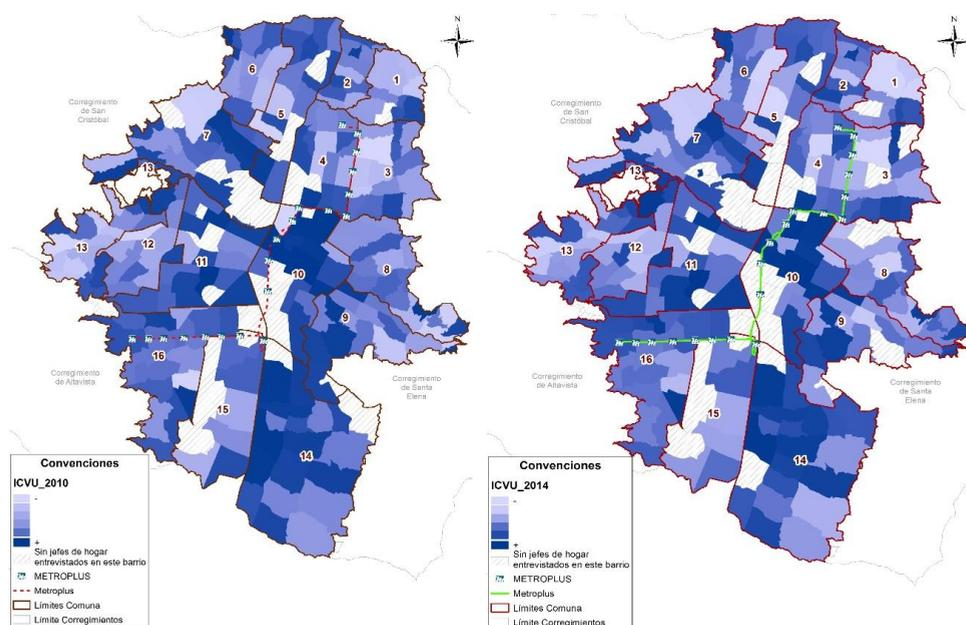 N
6
2
1
Corregimiento
de San
Cristóbal
5
7
4
3
13
13
12
11
10
8
9
16
Corregimiento
de Altavista
Corregimiento
de Santa
Elena
15
14
Convenciones
ICVU_2010
-
+
Sin jefes de hogar
entrevistados en este barrio
METROPLUS
Metroplus
Límites Comuna
Límite Corregimientos
N
6
2
1
Corregimiento
de San
Cristóbal
5
7
4
3
13
13
12
11
10
8
9
16
Corregimiento
de Altavista
Corregimiento
de Santa
Elena
15
14
Convenciones
ICVU_2014
-
+
Sin jefes de hogar
entrevistados en este barrio
METROPLUS
Metroplus
Límites Comuna
Límite Corregimientos